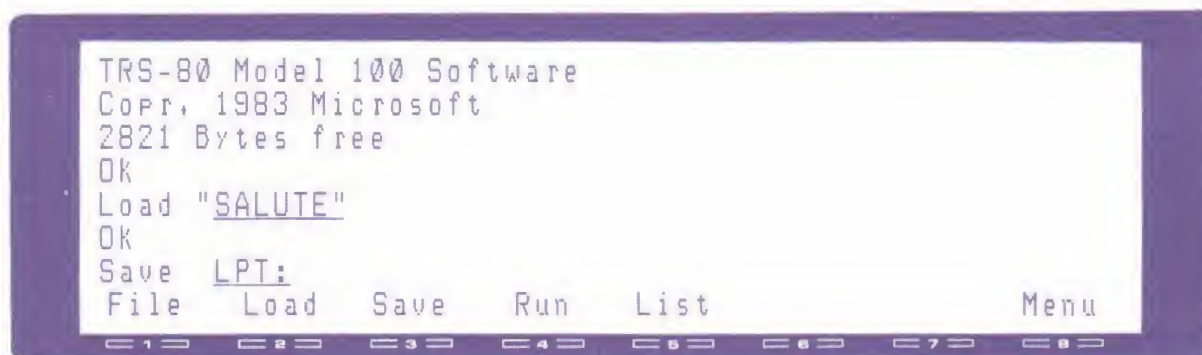 TRS-80 Model 100 Software
Copr. 1983 Microsoft
2821 Bytes free
Ok
Load "SALUTE"
Ok
Save LPT:
File Load Save Run List Menu
1 2 3 4 5 6 7 8